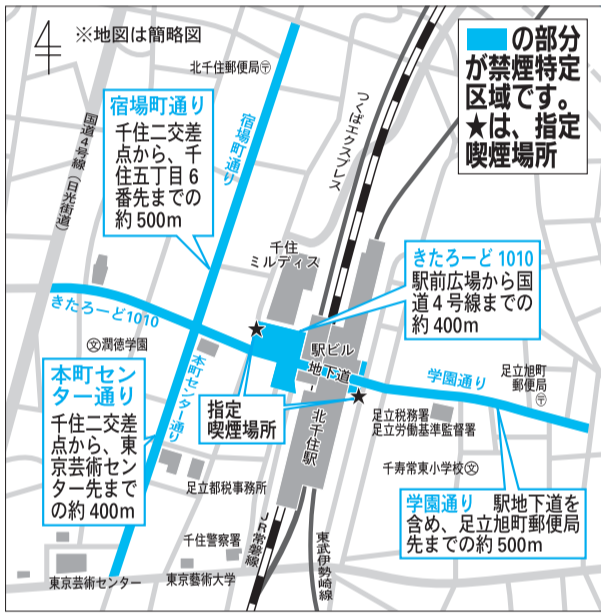 ※地図は簡略図
の部分
が禁煙特定
区域です。
★は、指定
喫煙場所
北千住郵便局〒
国道4号線（日光街道）
宿場町通り
千住二交差
点から、千
住五丁目6
番先までの
約500m
宿場町通り
つくばエクスプレス
千住
ミルディス
きたろーど1010
駅前広場から国
道4号線までの
約400m
きたろーど1010
文潤徳学園
駅ビル
地下道
学園通り
足立旭町
郵便局
〒
本町センター通り
本町セン
ター通り
千住二交差
点から、東
京芸術セン
ター先まで
の約400m
指定
喫煙場所
北千住駅
足立税務署
足立労働基準監督署
千寿常東小学校文
足立都税事務所
学園通り 駅地下道を
含め、足立旭町郵便局
先までの約500m
千住警察署
JR常磐線
東武伊勢崎線
東京芸術センター
東京藝術大学